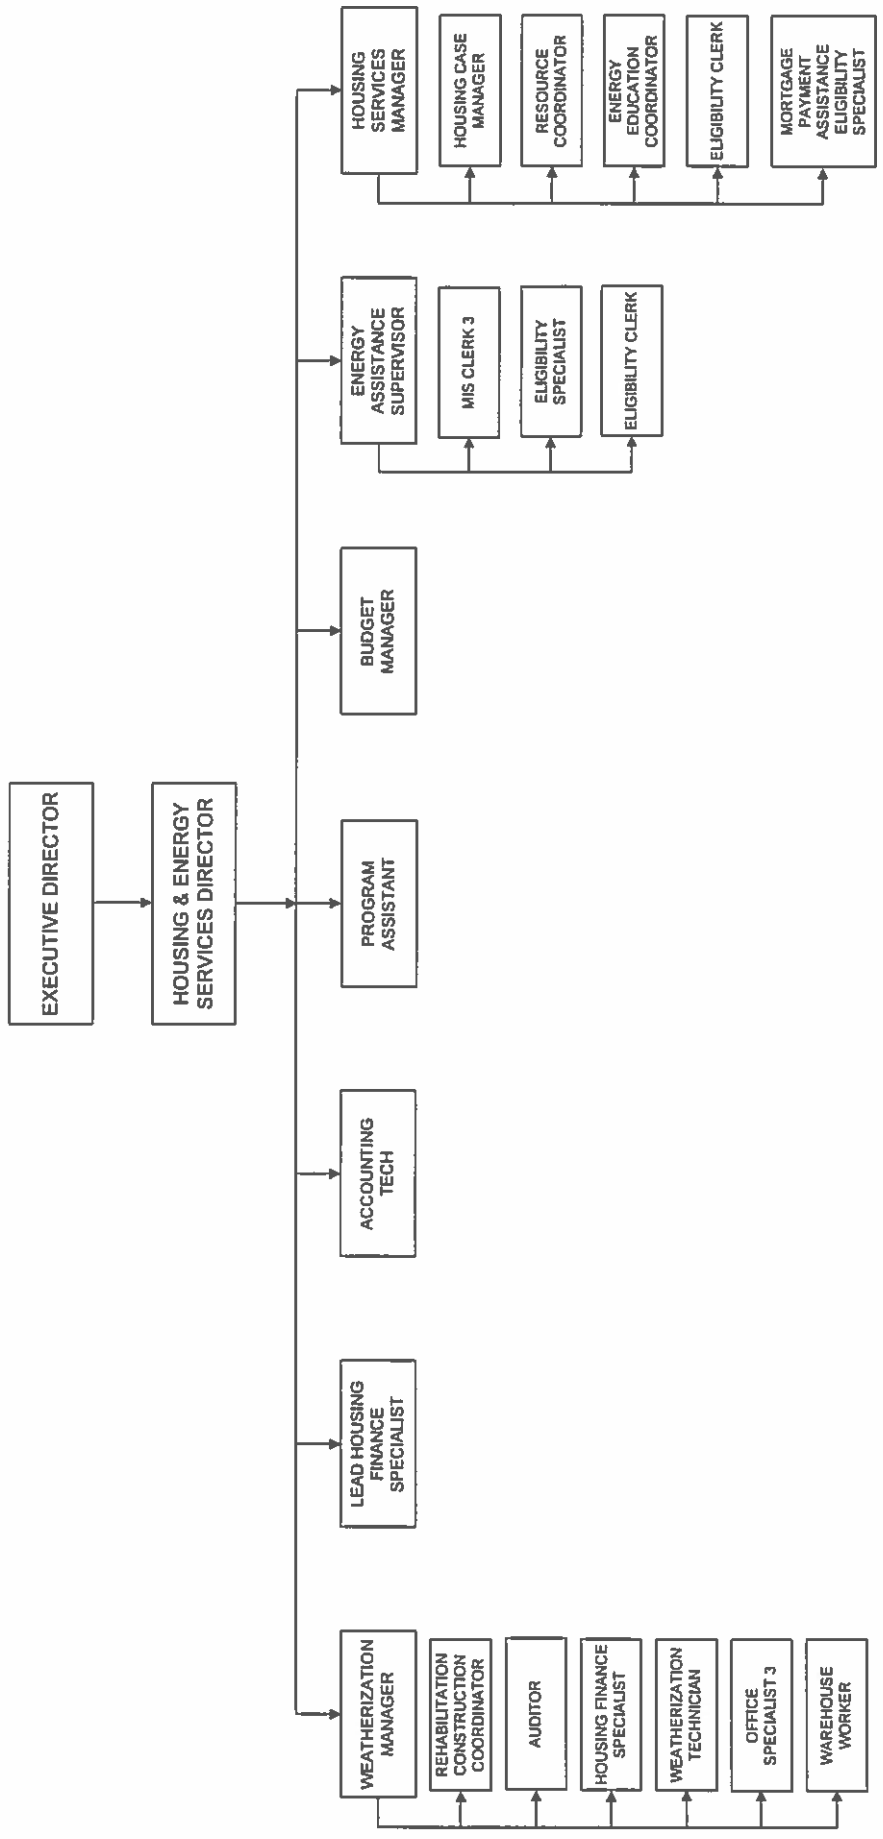 EXECUTIVE DIRECTOR
HOUSING & ENERGY
SERVICES DIRECTOR
WEATHERIZATION
MANAGER
REHABILITATION
CONSTRUCTION
COORDINATOR
AUDITOR
HOUSING FINANCE
SPECIALIST
WEATHERIZATION
TECHNICIAN
OFFICE
SPECIALIST 3
WAREHOUSE
WORKER
LEAD HOUSING
FINANCE
SPECIALIST
ACCOUNTING
TECH
PROGRAM
ASSISTANT
BUDGET
MANAGER
ENERGY
ASSISTANCE
SUPERVISOR
MIS CLERK 3
ELIGIBILITY
SPECIALIST
ELIGIBILITY CLERK
HOUSING
SERVICES
MANAGER
HOUSING CASE
MANAGER
RESOURCE
COORDINATOR
ENERGY
EDUCATION
COORDINATOR
ELIGIBILITY CLERK
MORTGAGE
PAYMENT
ASSISTANCE
ELIGIBILITY
SPECIALIST